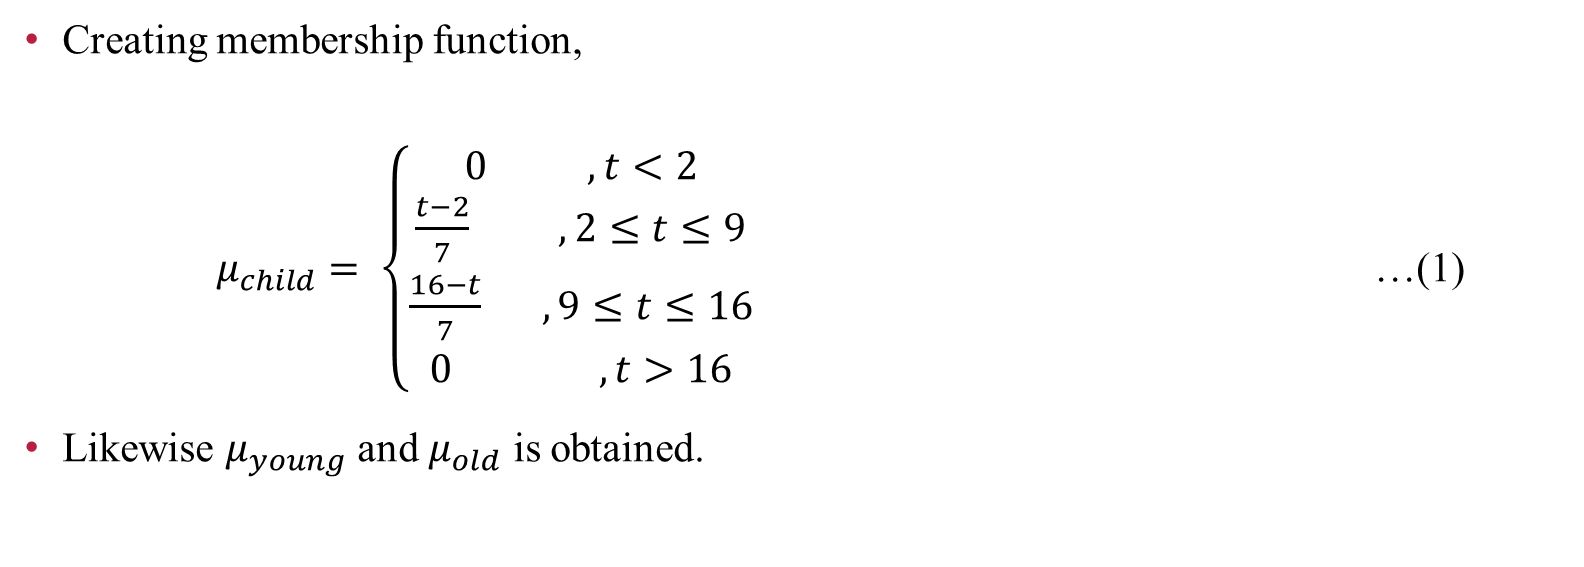 • Creating membership function,
0 , t < 2
t−2/7 , 2 ≤ t ≤ 9
μchild = …(1)
16−t/7 , 9 ≤ t ≤ 16
0 , t > 16
• Likewise μyoung and μold is obtained.